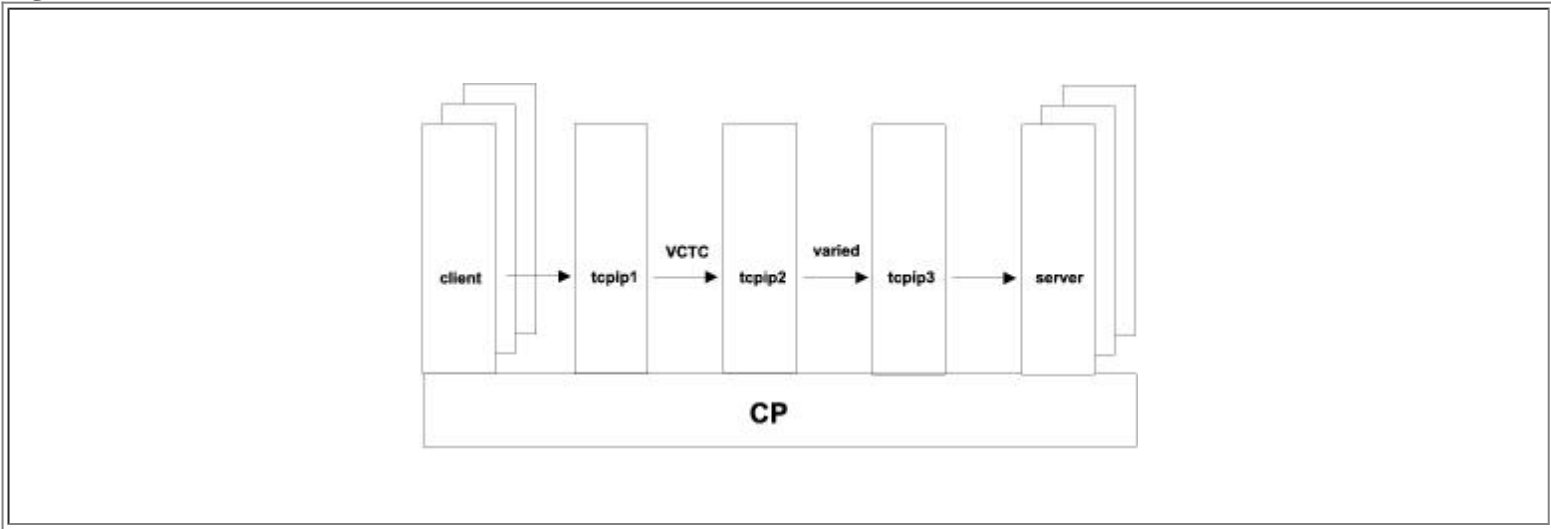 VCTC
varied
client
tcpip1
tcpip2
tcpip3
server
CP